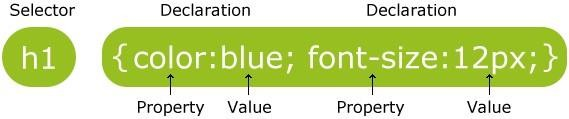 Selector Declaration Declaration
h1 {color:blue; font-size:12px;}
Property Value Property Value